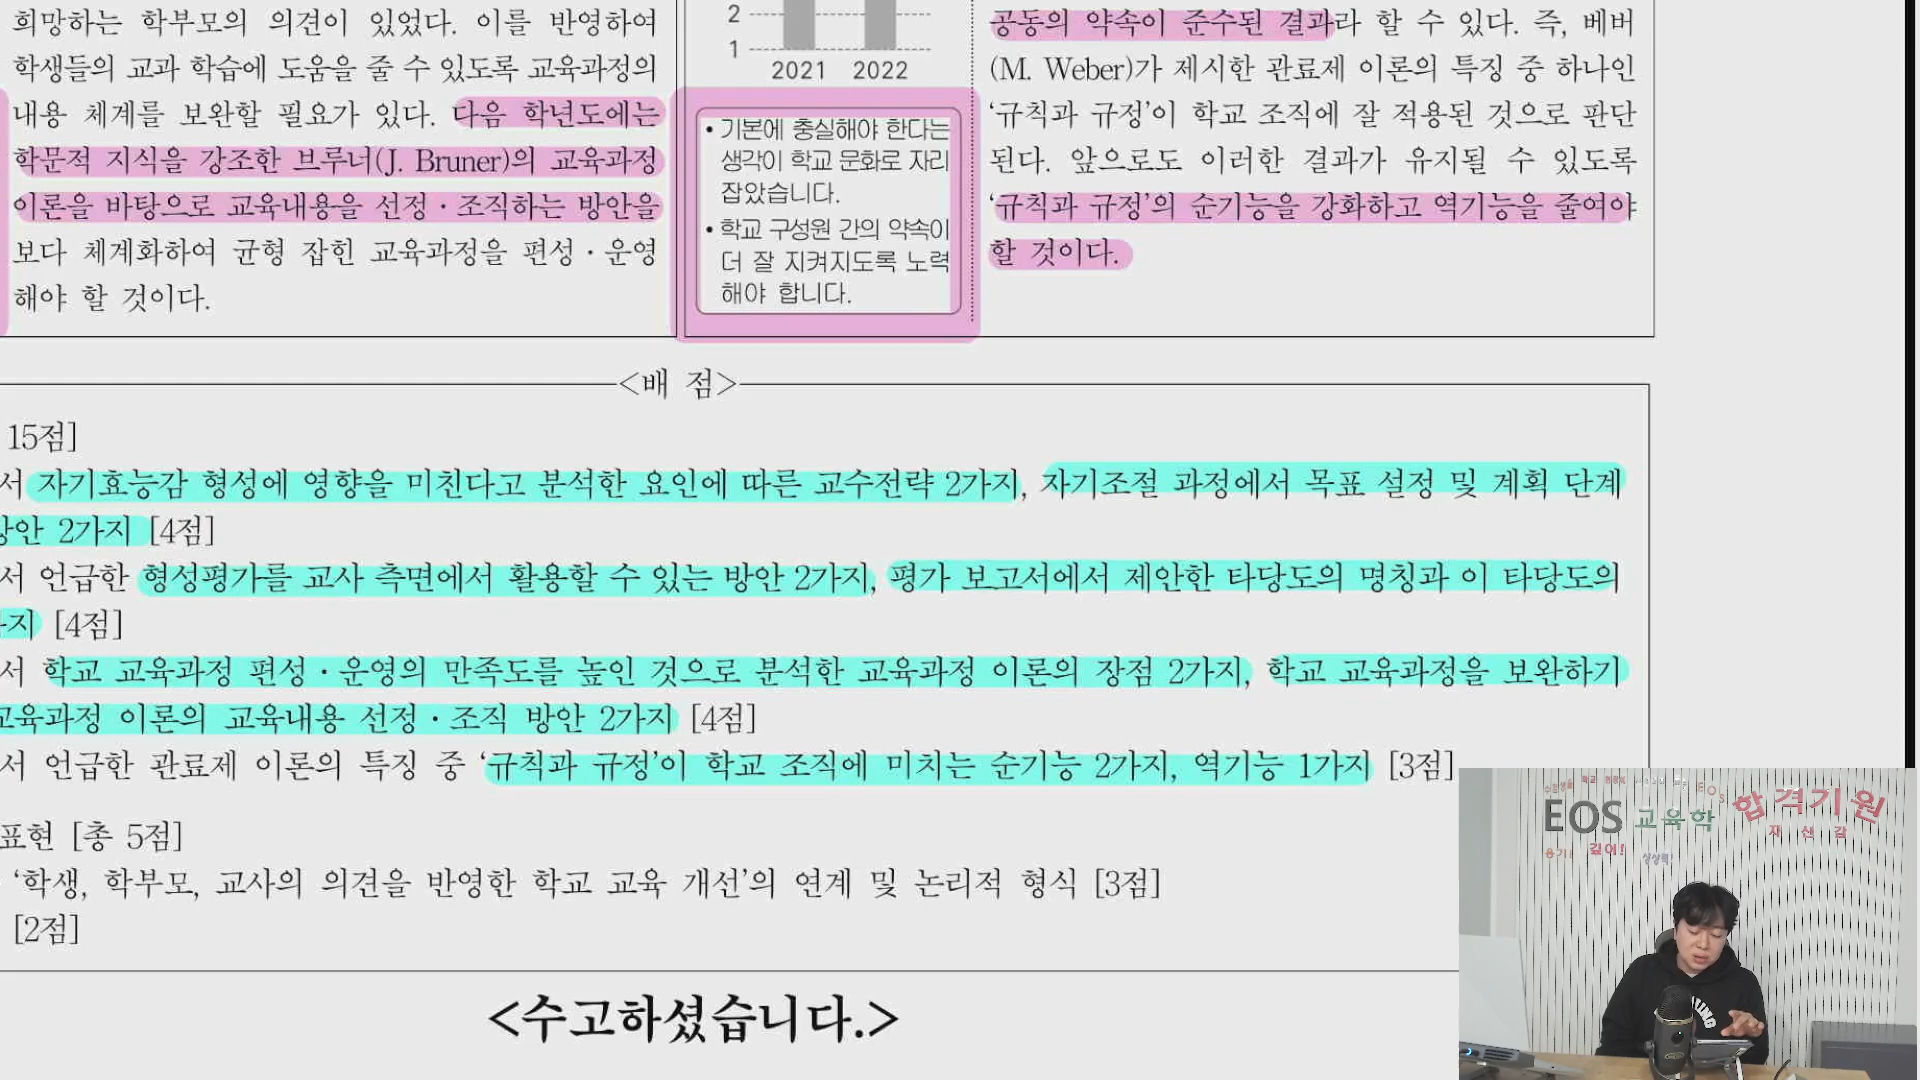 희망하는 학부모의 의견이 있었다. 이를 반영하여
학생들의 교과 학습에 도움을 줄 수 있도록 교육과정의
내용 체계를 보완할 필요가 있다. 다음 학년도에는
학문적 지식을 강조한 브루너(J. Bruner)의 교육과정
이론을 바탕으로 교육내용을 선정·조직하는 방안을
보다 체계화하여 균형 잡힌 교육과정을 편성·운영
해야 할 것이다.
2
1
2021 2022
• 기본에 충실해야 한다는
생각이 학교 문화로 자리
잡았습니다.
• 학교 구성원 간의 약속이
더 잘 지켜지도록 노력
해야 합니다.
공동의 약속이 준수된 결과라 할 수 있다. 즉, 베버
(M. Weber)가 제시한 관료제 이론의 특징 중 하나인
‘규칙과 규정’이 학교 조직에 잘 적용된 것으로 판단
된다. 앞으로도 이러한 결과가 유지될 수 있도록
‘규칙과 규정’의 순기능을 강화하고 역기능을 줄여야
할 것이다.
<배 점>
15점]
서 자기효능감 형성에 영향을 미친다고 분석한 요인에 따른 교수전략 2가지, 자기조절 과정에서 목표 설정 및 계획 단계
방안 2가지 [4점]
서 언급한 형성평가를 교사 측면에서 활용할 수 있는 방안 2가지, 평가 보고서에서 제안한 타당도의 명칭과 이 타당도의
가지 [4점]
서 학교 교육과정 편성·운영의 만족도를 높인 것으로 분석한 교육과정 이론의 장점 2가지, 학교 교육과정을 보완하기
교육과정 이론의 교육내용 선정·조직 방안 2가지 [4점]
서 언급한 관료제 이론의 특징 중 ‘규칙과 규정’이 학교 조직에 미치는 순기능 2가지, 역기능 1가지 [3점]
표현 [총 5점]
‘학생, 학부모, 교사의 의견을 반영한 학교 교육 개선’의 연계 및 논리적 형식 [3점]
[2점]
<수고하셨습니다.>
EOS 교육학
합격기원
자신감
용기!
깊이!